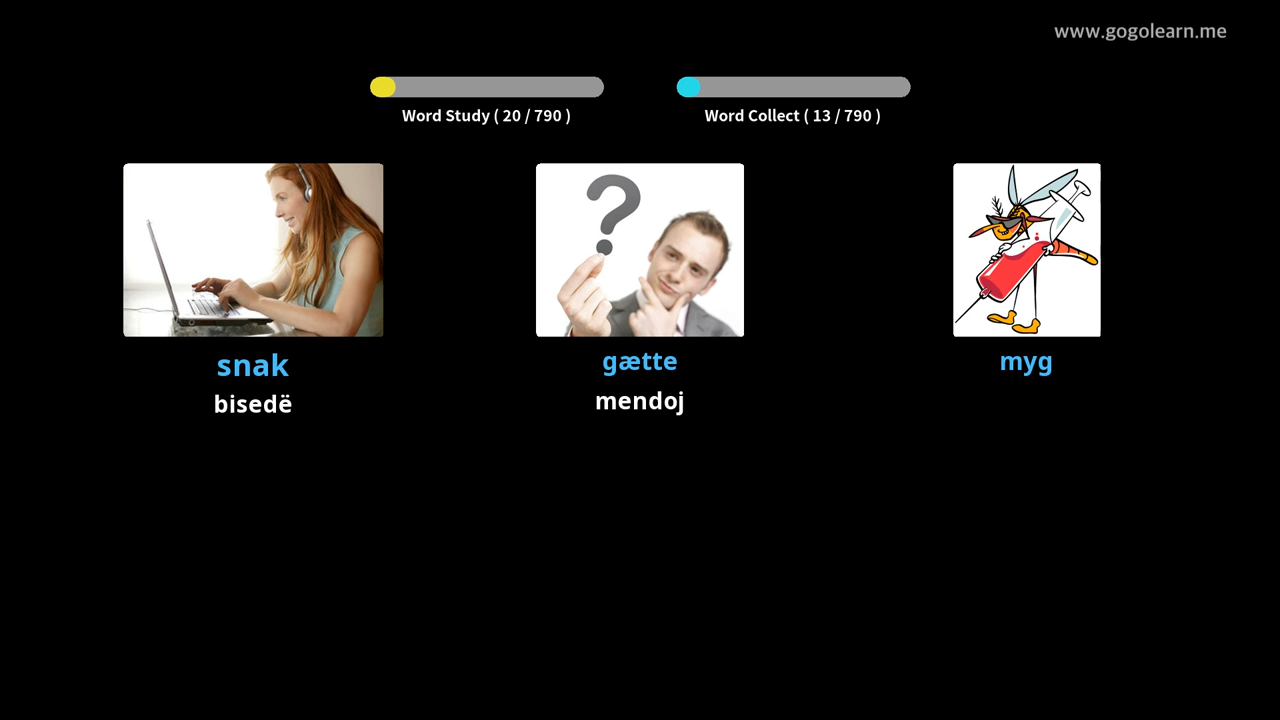 www.gogolearn.me
Word Study ( 20 / 790 )
Word Collect ( 13 / 790 )
snak
bisedë
gætte
mendoj
myg